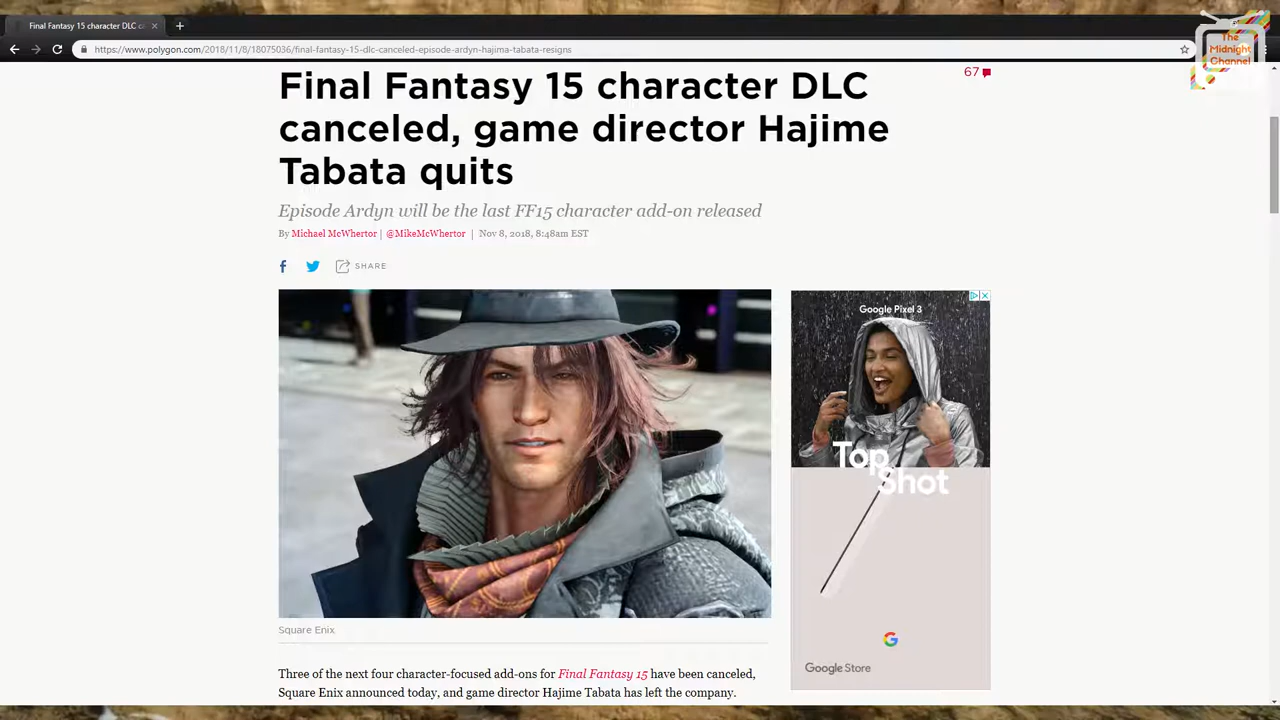 Final Fantasy 15 character DLC c
https://www.polygon.com/2018/11/8/18075036/final-fantasy-15-dlc-canceled-episode-ardyn-hajima-tabata-resigns
The
Midnight
Channel
67
Final Fantasy 15 character DLC
canceled, game director Hajime
Tabata quits
Episode Ardyn will be the last FF15 character add-on released
By Michael McWhertor | @MikeMcWhertor | Nov 8, 2018, 8:48am EST
SHARE
Google Pixel 3
Top
Shot
Google Store
Square Enix
Three of the next four character-focused add-ons for Final Fantasy 15 have been canceled,
Square Enix announced today, and game director Hajime Tabata has left the company.